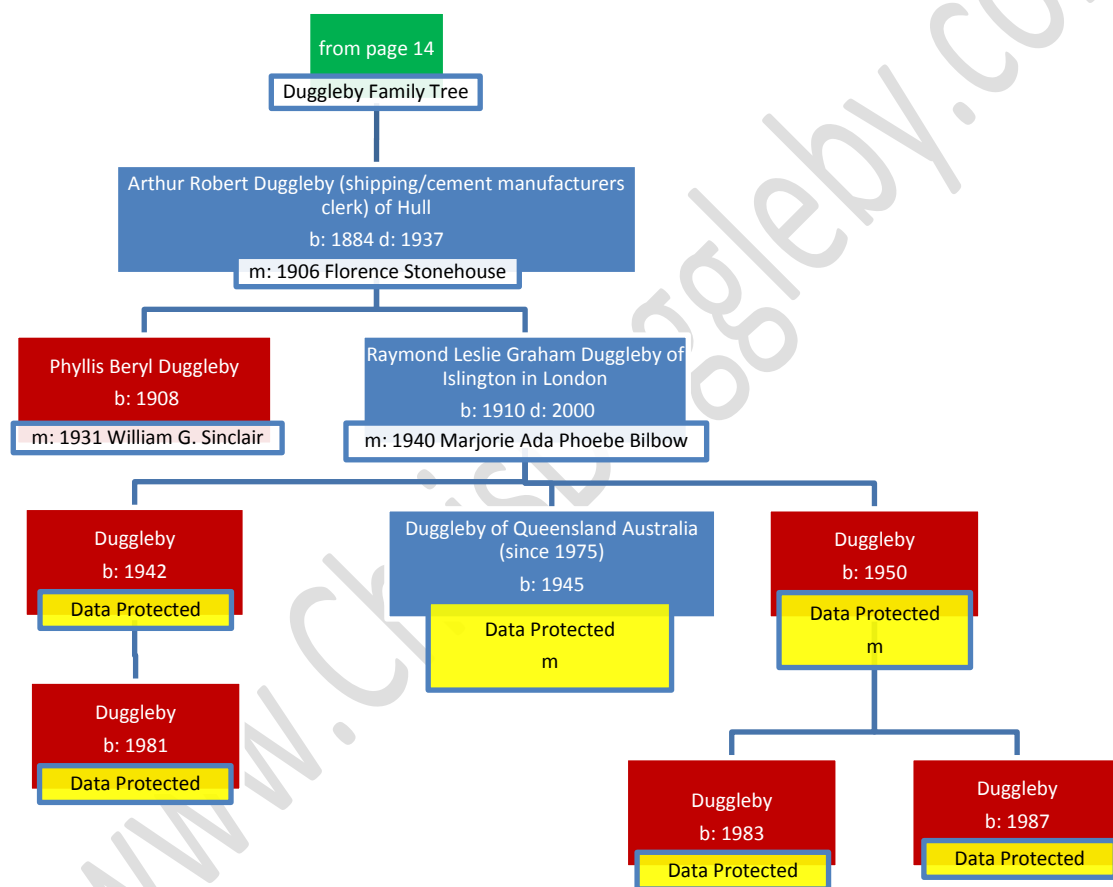 from page 14
Duggleby Family Tree
Arthur Robert Duggleby (shipping/cement manufacturers
clerk) of Hull
b: 1884 d: 1937
m: 1906 Florence Stonehouse
Phyllis Beryl Duggleby
b: 1908
m: 1931 William G. Sinclair
Raymond Leslie Graham Duggleby of
Islington in London
b: 1910 d: 2000
m: 1940 Marjorie Ada Phoebe Bilbow
Duggleby
b: 1942
Data Protected
Duggleby of Queensland Australia
(since 1975)
b: 1945
Data Protected
m
Duggleby
b: 1950
Data Protected
m
Duggleby
b: 1981
Data Protected
Duggleby
b: 1983
Data Protected
Duggleby
b: 1987
Data Protected